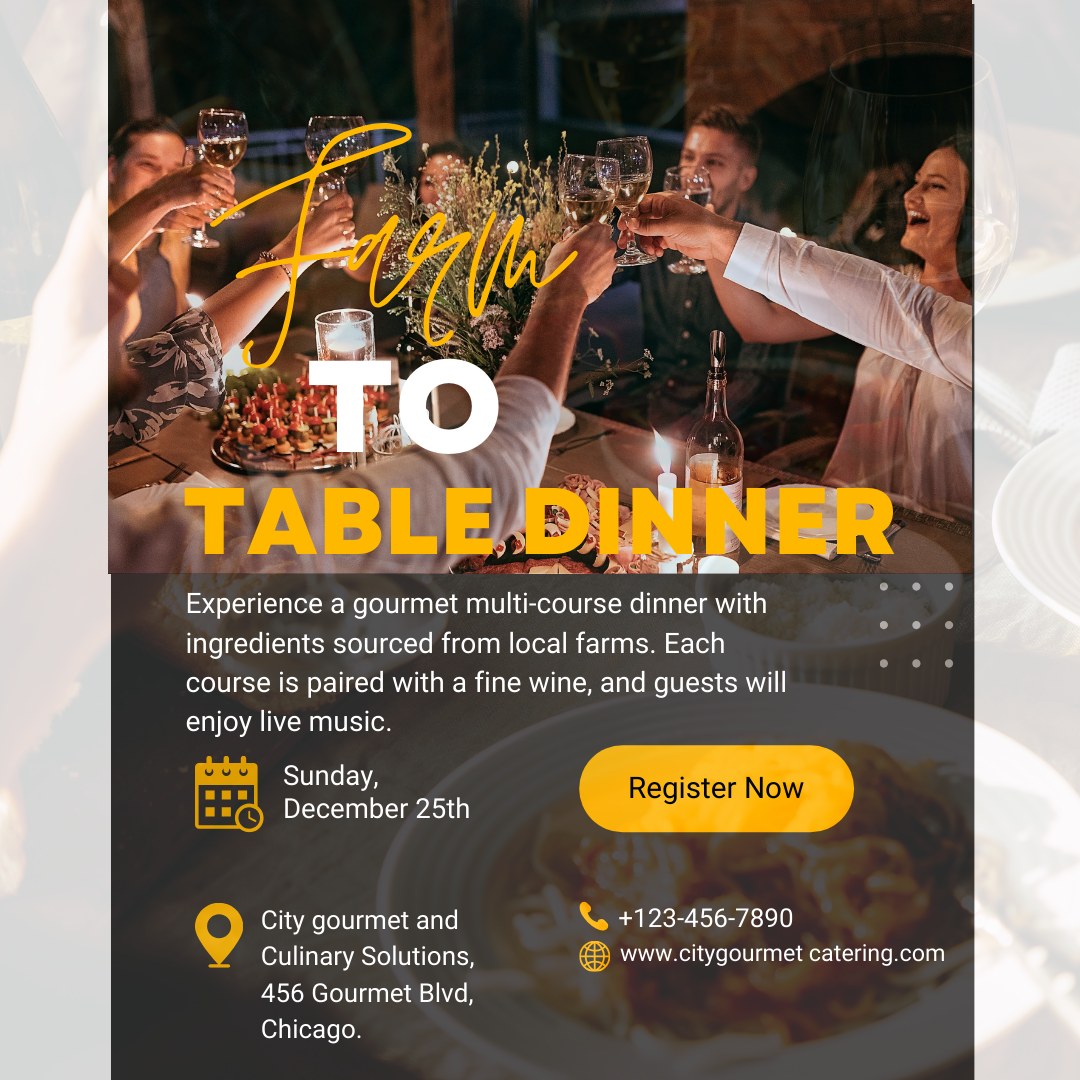 Farm
TO
TABLE DINNER
Experience a gourmet multi-course dinner with
ingredients sourced from local farms. Each
course is paired with a fine wine, and guests will
enjoy live music.
Sunday,
December 25th
Register Now
City gourmet and
Culinary Solutions,
456 Gourmet Blvd,
Chicago.
+123-456-7890
www.citygourmet catering.com